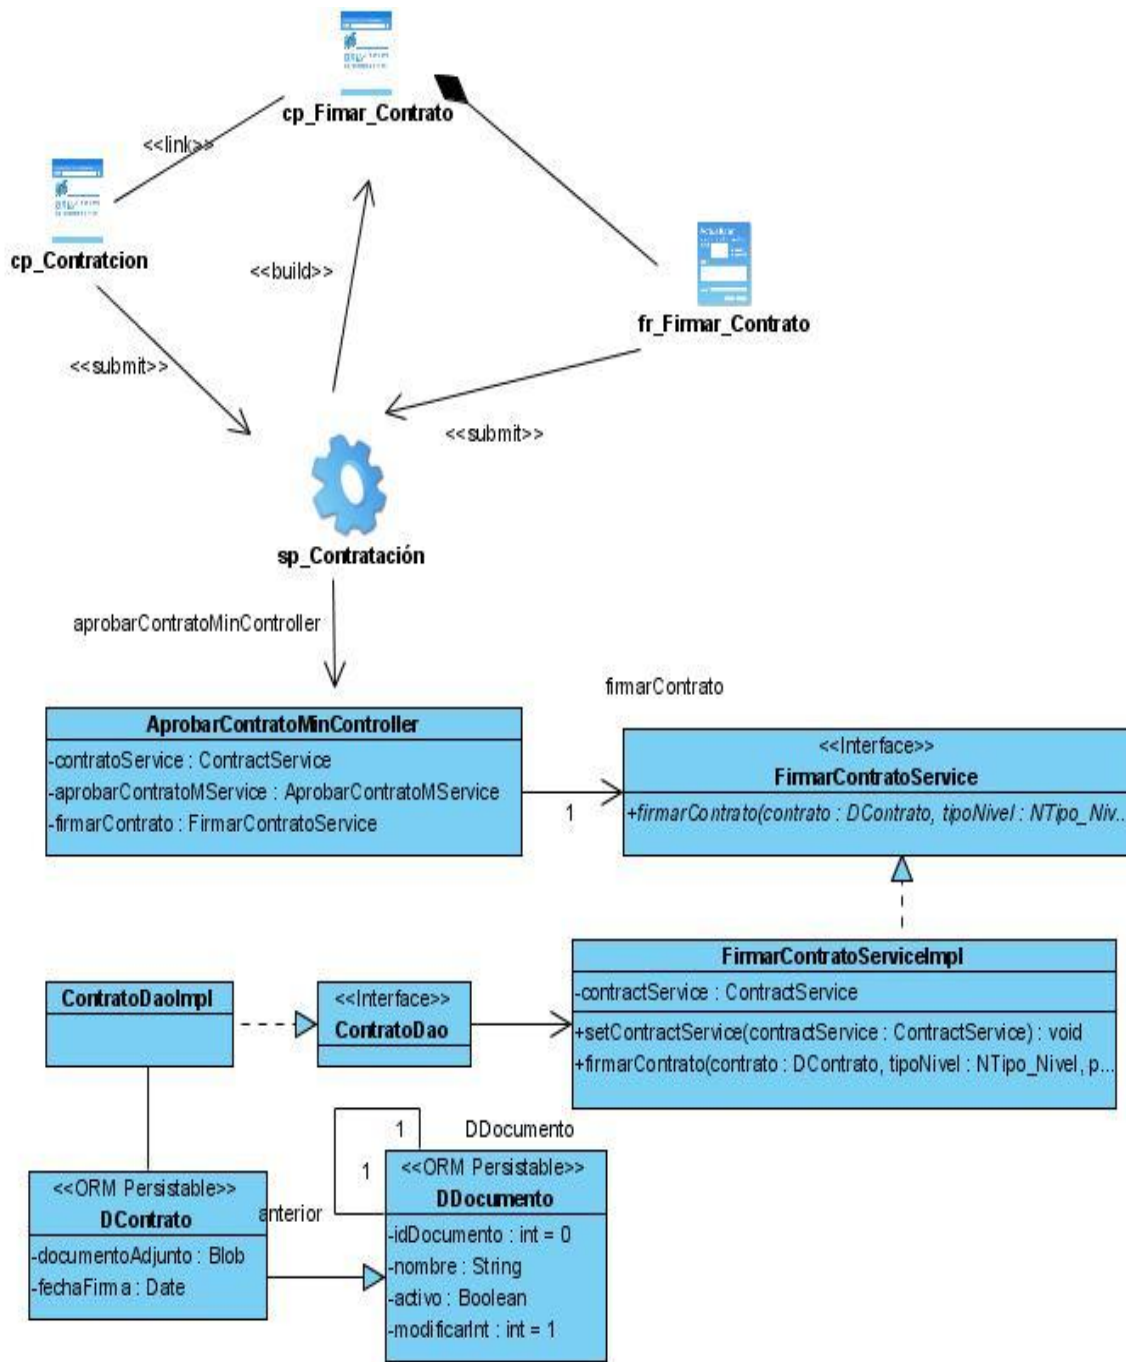 cp_Fimar_Contrato
<<link>>
cp_Contratcion
<<build>>
Actualizar
fr_Firmar_Contrato
<<submit>>
<<submit>>
sp_Contratación
aprobarContratoMinController
firmarContrato
AprobarContratoMinController
-contratoService : ContractService
-aprobarContratoMService : AprobarContratoMService
-firmarContrato : FirmarContratoService
1
<<Interface>>
FirmarContratoService
+firmarContrato(contrato : DContrato, tipoNivel : NTipo_Niv...
FirmarContratoServiceImpl
-contractService : ContractService
+setContractService(contractService : ContractService) : void
+firmarContrato(contrato : DContrato, tipoNivel : NTipo_Nivel, p...
ContratoDaoImpl
<<Interface>>
ContratoDao
1
DDocumento
1
anterior
<<ORM Persistable>>
DContrato
-documentoAdjunto : Blob
-fechaFirma : Date
<<ORM Persistable>>
DDocumento
-idDocumento : int = 0
-nombre : String
-activo : Boolean
-modificarInt : int = 1